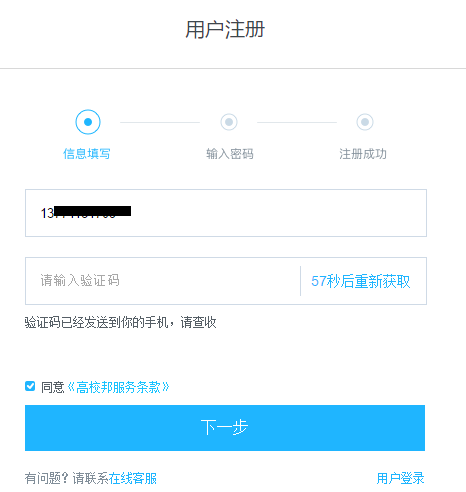 用户注册
信息填写 输入密码 注册成功
请输入验证码 57秒后重新获取
验证码已经发送到你的手机，请查收
同意《高校邦服务条款》
下一步
有问题？请联系在线客服 用户登录